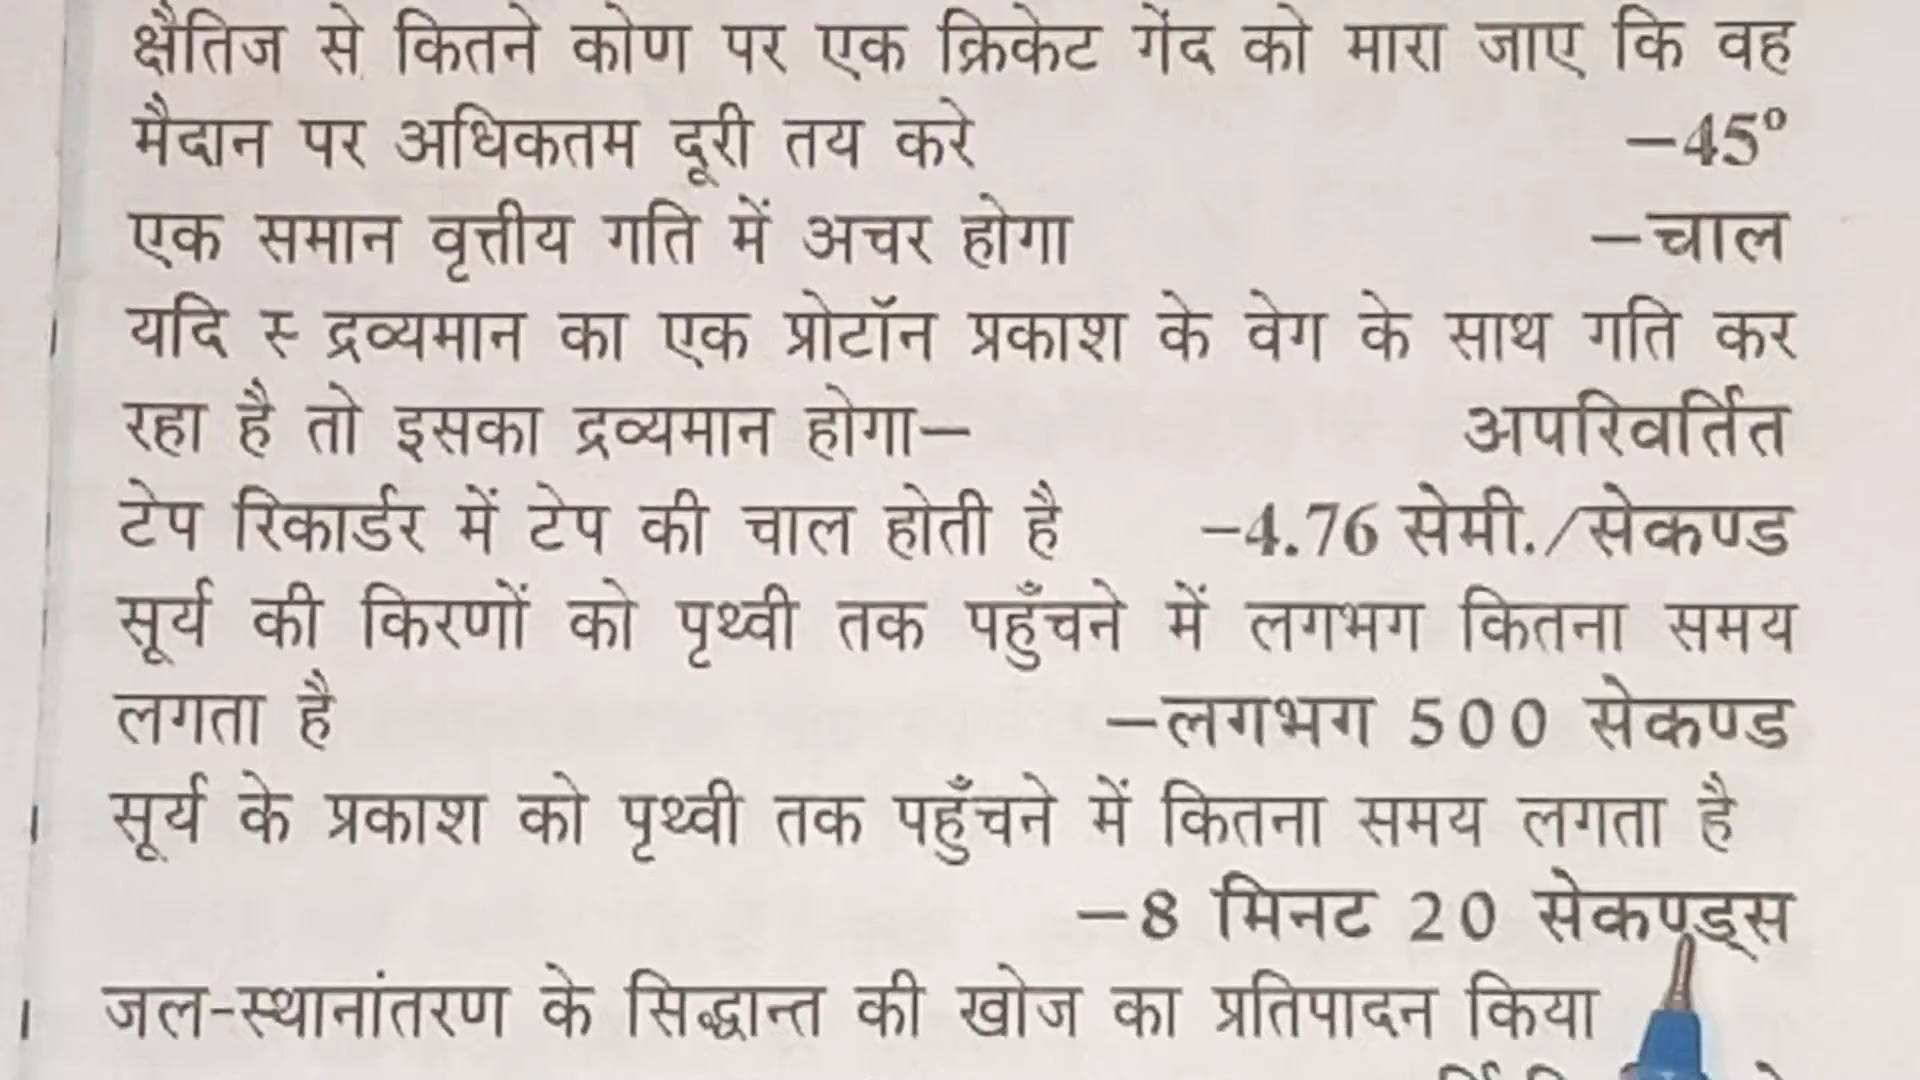 क्षैतिज से कितने कोण पर एक क्रिकेट गेंद को मारा जाए कि वह
मैदान पर अधिकतम दूरी तय करे –45°
एक समान वृत्तीय गति में अचर होगा –चाल
यदि द्रव्यमान का एक प्रोटॉन प्रकाश के वेग के साथ गति कर
रहा है तो इसका द्रव्यमान होगा– अपरिवर्तित
टेप रिकार्डर में टेप की चाल होती है –4.76 सेमी./सेकण्ड
सूर्य की किरणों को पृथ्वी तक पहुँचने में लगभग कितना समय
लगता है –लगभग 500 सेकण्ड
सूर्य के प्रकाश को पृथ्वी तक पहुँचने में कितना समय लगता है
–8 मिनट 20 सेकण्ड्स
जल-स्थानांतरण के सिद्धान्त की खोज का प्रतिपादन किया